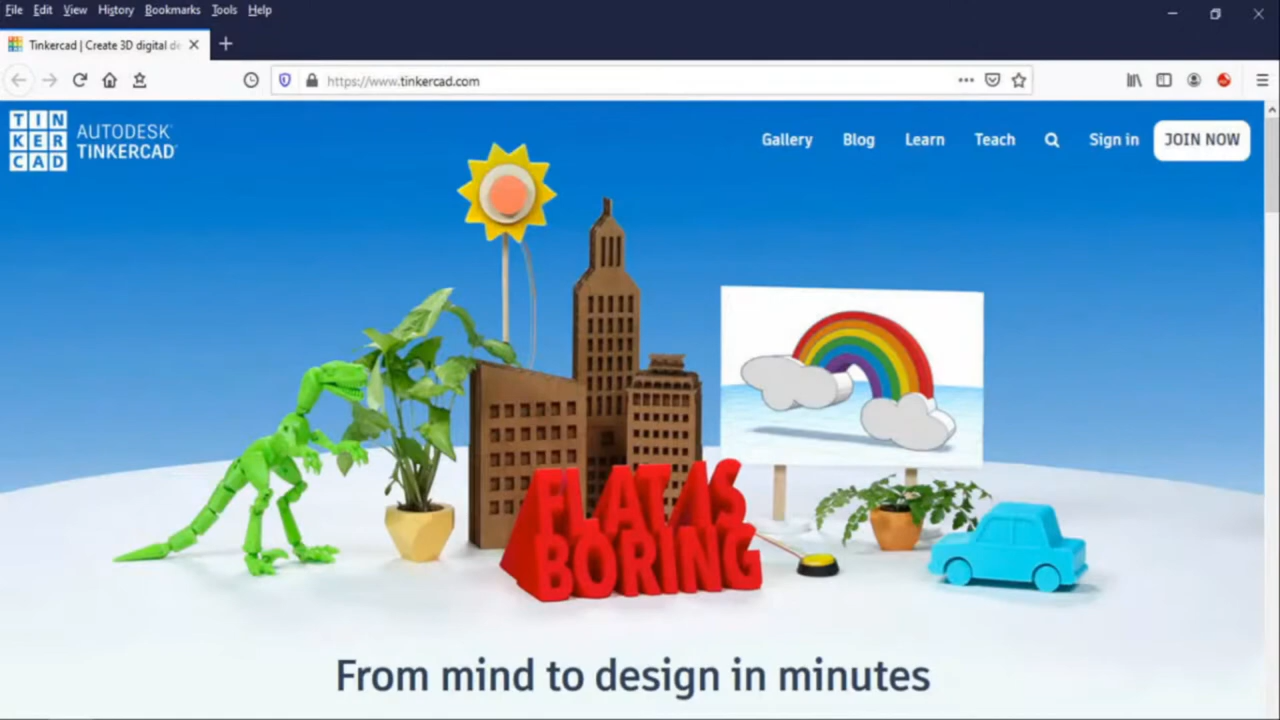 File Edit View History Bookmarks Tools Help
Tinkercad | Create 3D digital de
https://www.tinkercad.com
TIN
KER
CAD
AUTODESK
TINKERCAD
Gallery Blog Learn Teach Sign in JOIN NOW
FLAT IS
BORING
From mind to design in minutes